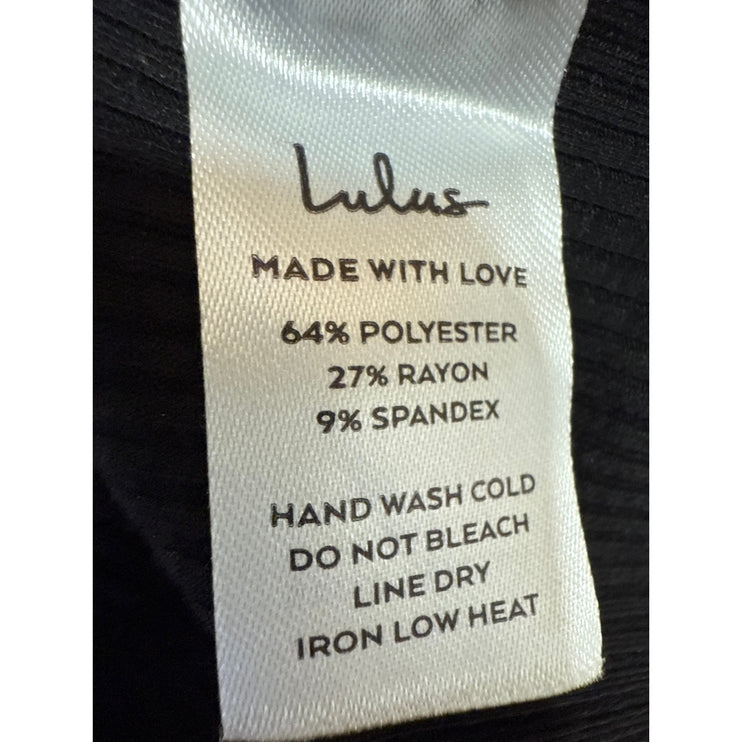 Lulus
MADE WITH LOVE
64% POLYESTER
27% RAYON
9% SPANDEX
HAND WASH COLD
DO NOT BLEACH
LINE DRY
IRON LOW HEAT